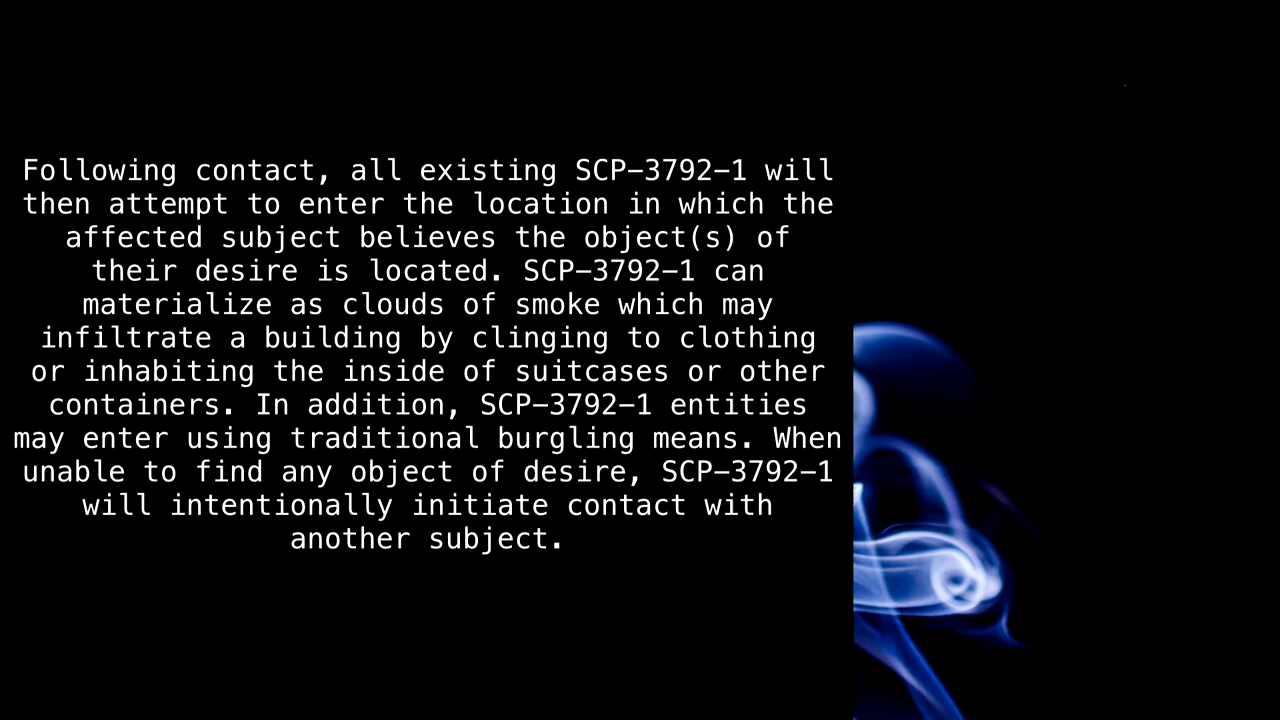 Following contact, all existing SCP-3792-1 will
then attempt to enter the location in which the
affected subject believes the object(s) of
their desire is located. SCP-3792-1 can
materialize as clouds of smoke which may
infiltrate a building by clinging to clothing
or inhabiting the inside of suitcases or other
containers. In addition, SCP-3792-1 entities
may enter using traditional burgling means. When
unable to find any object of desire, SCP-3792-1
will intentionally initiate contact with
another subject.